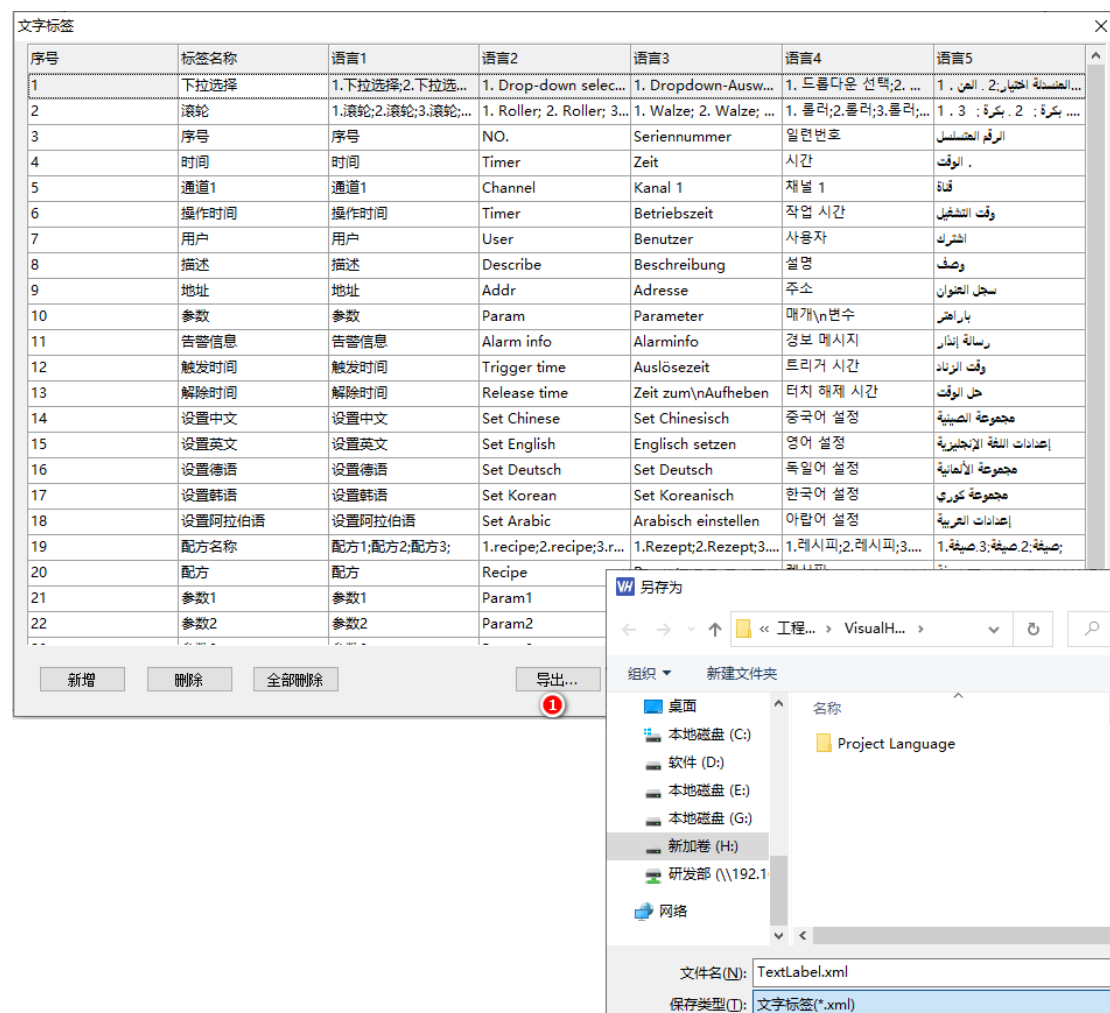 文字标签
序号 标签名称 语言1 语言2 语言3 语言4 语言5
1 下拉选择 1.下拉选择;2.下拉选... 1. Drop-down selec... 1. Dropdown-Ausw... 1. 드롭다운 선택;2. ... 1 . المنسدلة اختيار;2 . المن...
2 滚轮 1.滚轮;2.滚轮;3.滚轮;... 1. Roller; 2. Roller; 3... 1. Walze; 2. Walze; ... 1. 롤러;2.롤러;3.롤러;... 1 . بكرة ; 2 . بكرة ; 3 ....
3 序号 序号 NO. Seriennummer 일련번호 الرقم المتسلسل
4 时间 时间 Timer Zeit 시간 الوقت .
5 通道1 通道1 Channel Kanal 1 채널 1 قناة
6 操作时间 操作时间 Timer Betriebszeit 작업 시간 وقت التشغيل
7 用户 用户 User Benutzer 사용자 اشترك
8 描述 描述 Describe Beschreibung 설명 وصف
9 地址 地址 Addr Adresse 주소 سجل العنوان
10 参数 参数 Param Parameter 매개\n변수 بارامتر
11 告警信息 告警信息 Alarm info Alarminfo 경보 메시지 رسالة إنذار
12 触发时间 触发时间 Trigger time Auslösezeit 트리거 시간 وقت الزناد
13 解除时间 解除时间 Release time Zeit zum\nAufheben 터치 해제 시간 حل الوقت
14 设置中文 设置中文 Set Chinese Set Chinesisch 중국어 설정 مجموعة الصينية
15 设置英文 设置英文 Set English Englisch setzen 영어 설정 إعدادات اللغة الإنجليزية
16 设置德语 设置德语 Set Deutsch Set Deutsch 독일어 설정 مجموعة الألمانية
17 设置韩语 设置韩语 Set Korean Set Koreanisch 한국어 설정 مجموعة كوري
18 设置阿拉伯语 设置阿拉伯语 Set Arabic Arabisch einstellen 아랍어 설정 إعدادات العربية
19 配方名称 配方1;配方2;配方3; 1.recipe;2.recipe;3.r... 1.Rezept;2.Rezept;3.... 1.레시피;2.레시피;3.... 1.صيغة;2.صيغة;3.صيغة;
20 配方 配方 Recipe
21 参数1 参数1 Param1
22 参数2 参数2 Param2
新增 删除 全部删除 导出...
1
VH 另存为
« 工程... › VisualH... ›
组织 新建文件夹
桌面 名称
本地磁盘 (C:) Project Language
软件 (D:)
本地磁盘 (E:)
本地磁盘 (G:)
新加卷 (H:)
研发部 (\\192.1
网络
文件名(N): TextLabel.xml
保存类型(T): 文字标签(*.xml)